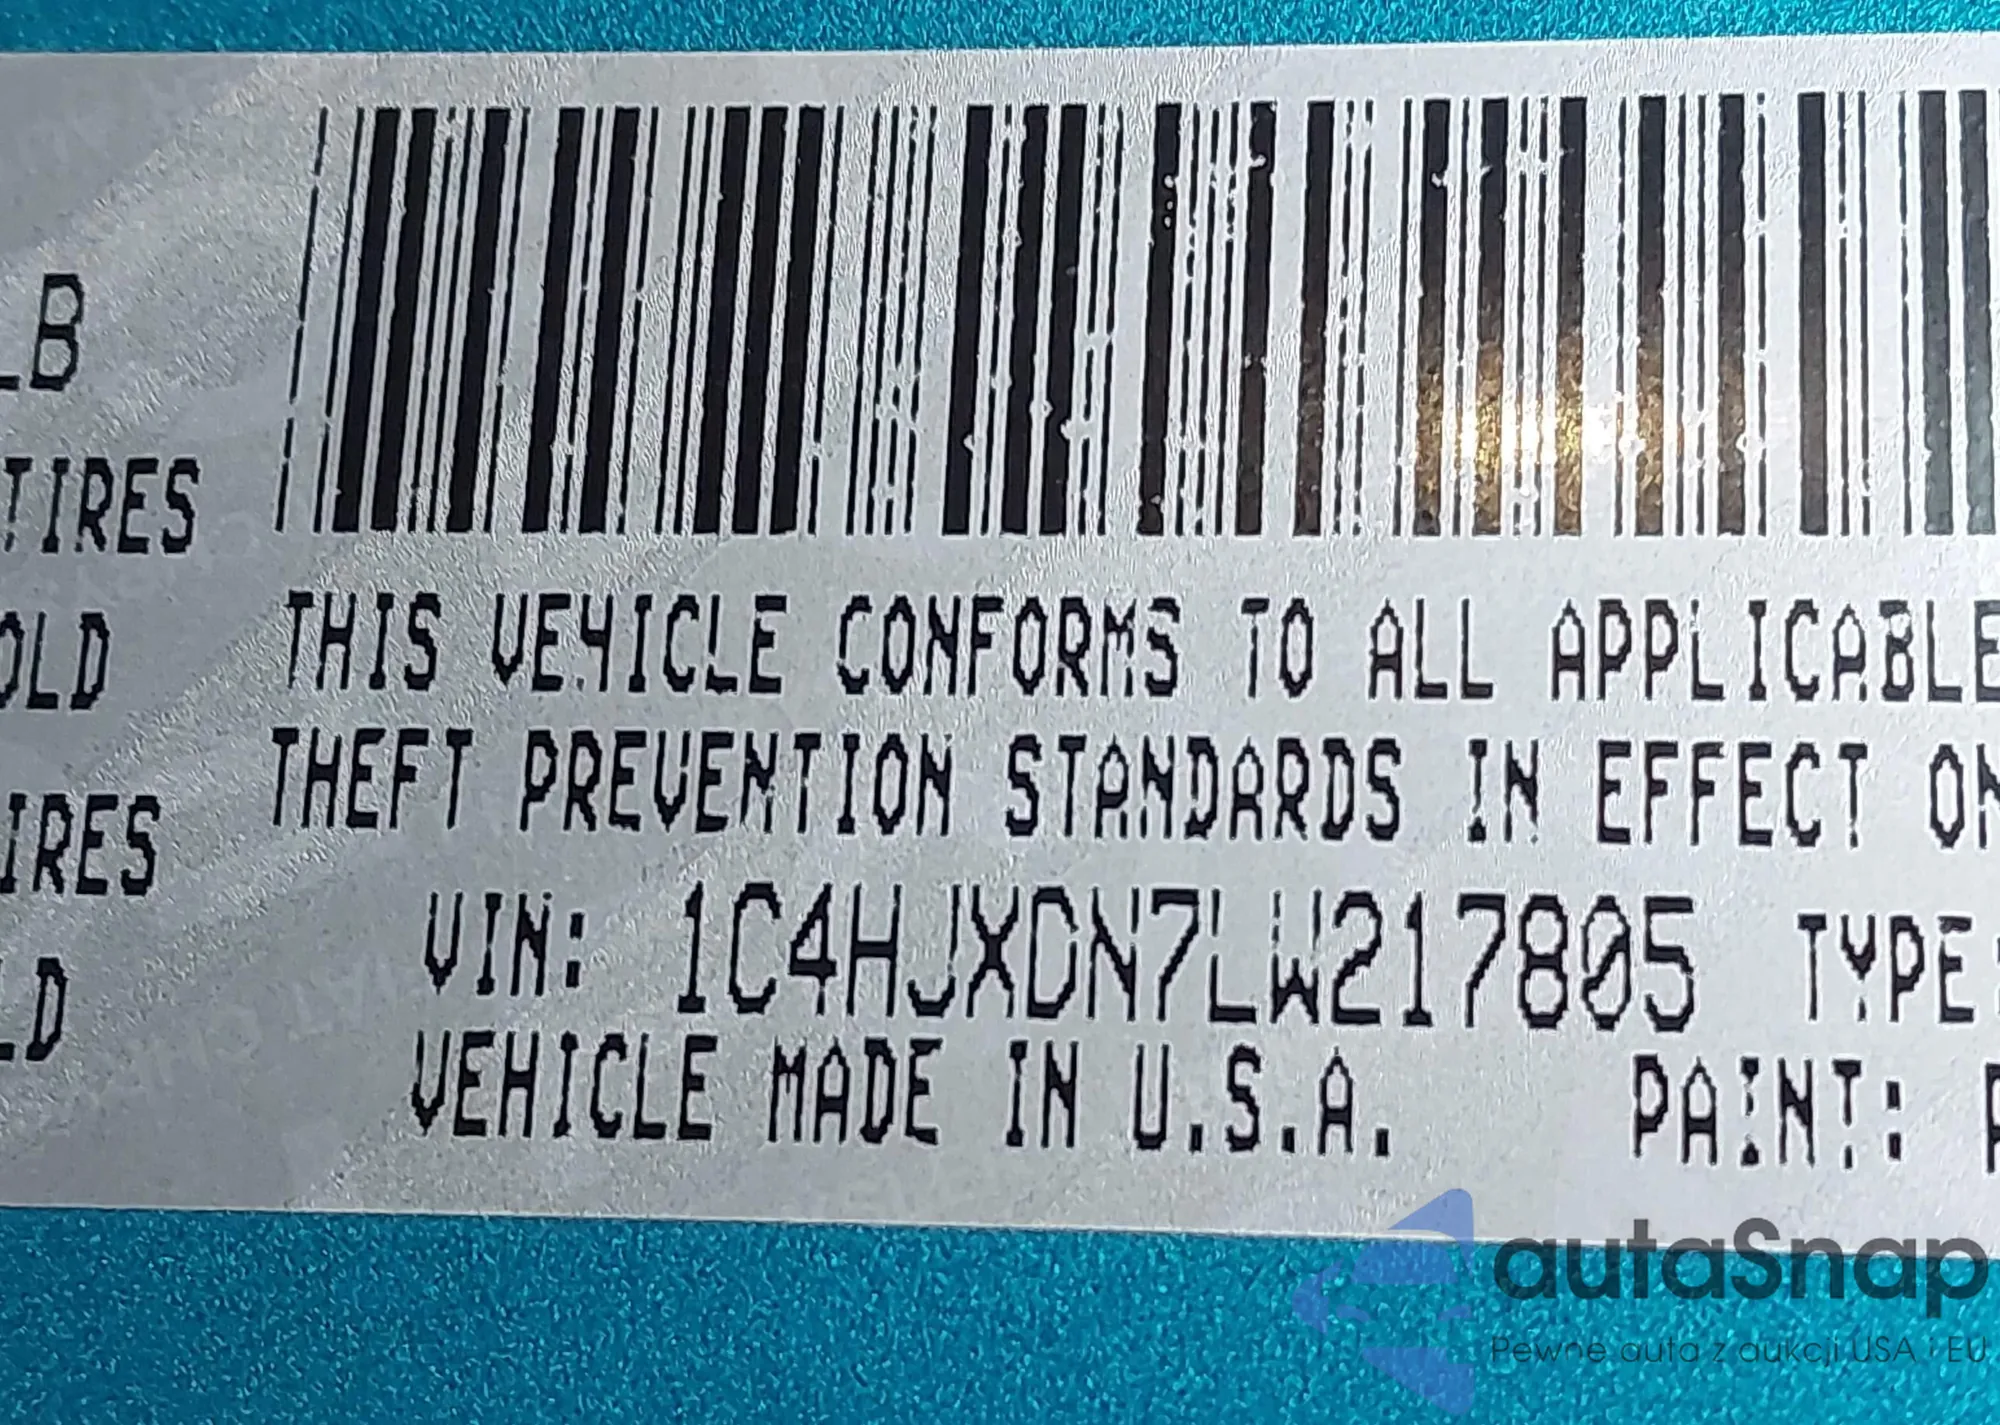 LB
TIRES
OLD
THIS VEHICLE CONFORMS TO ALL APPLICABLE
THEFT PREVENTION STANDARDS IN EFFECT ON
IRES
VIN: 1C4HJXDN7LW217805 TYPE:
LD
VEHICLE MADE IN U.S.A. PAINT:
autaSnap
Pewne auta z aukcji USA i EU